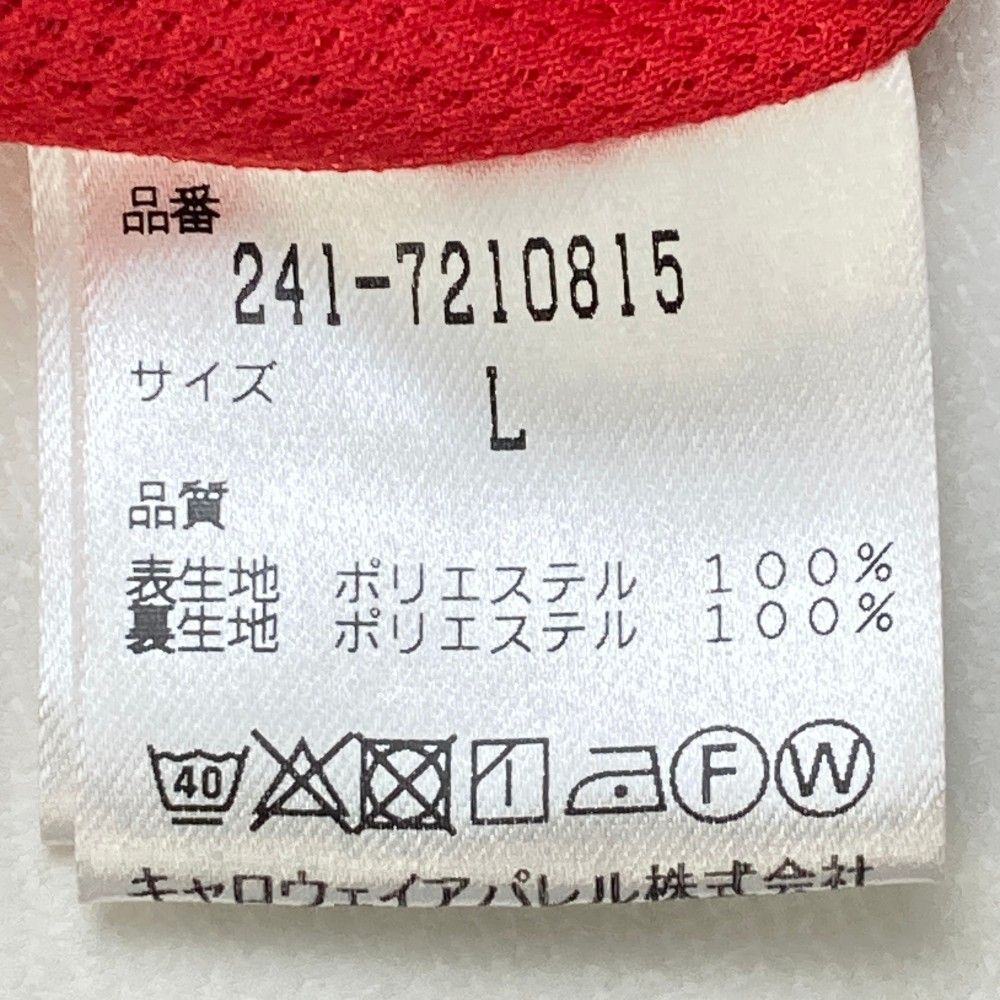 品番
241-7210815
サイズ
L
品質
表生地 ポリエステル 100%
裏生地 ポリエステル 100%
40 F W
キャロウェイアパレル株式会社